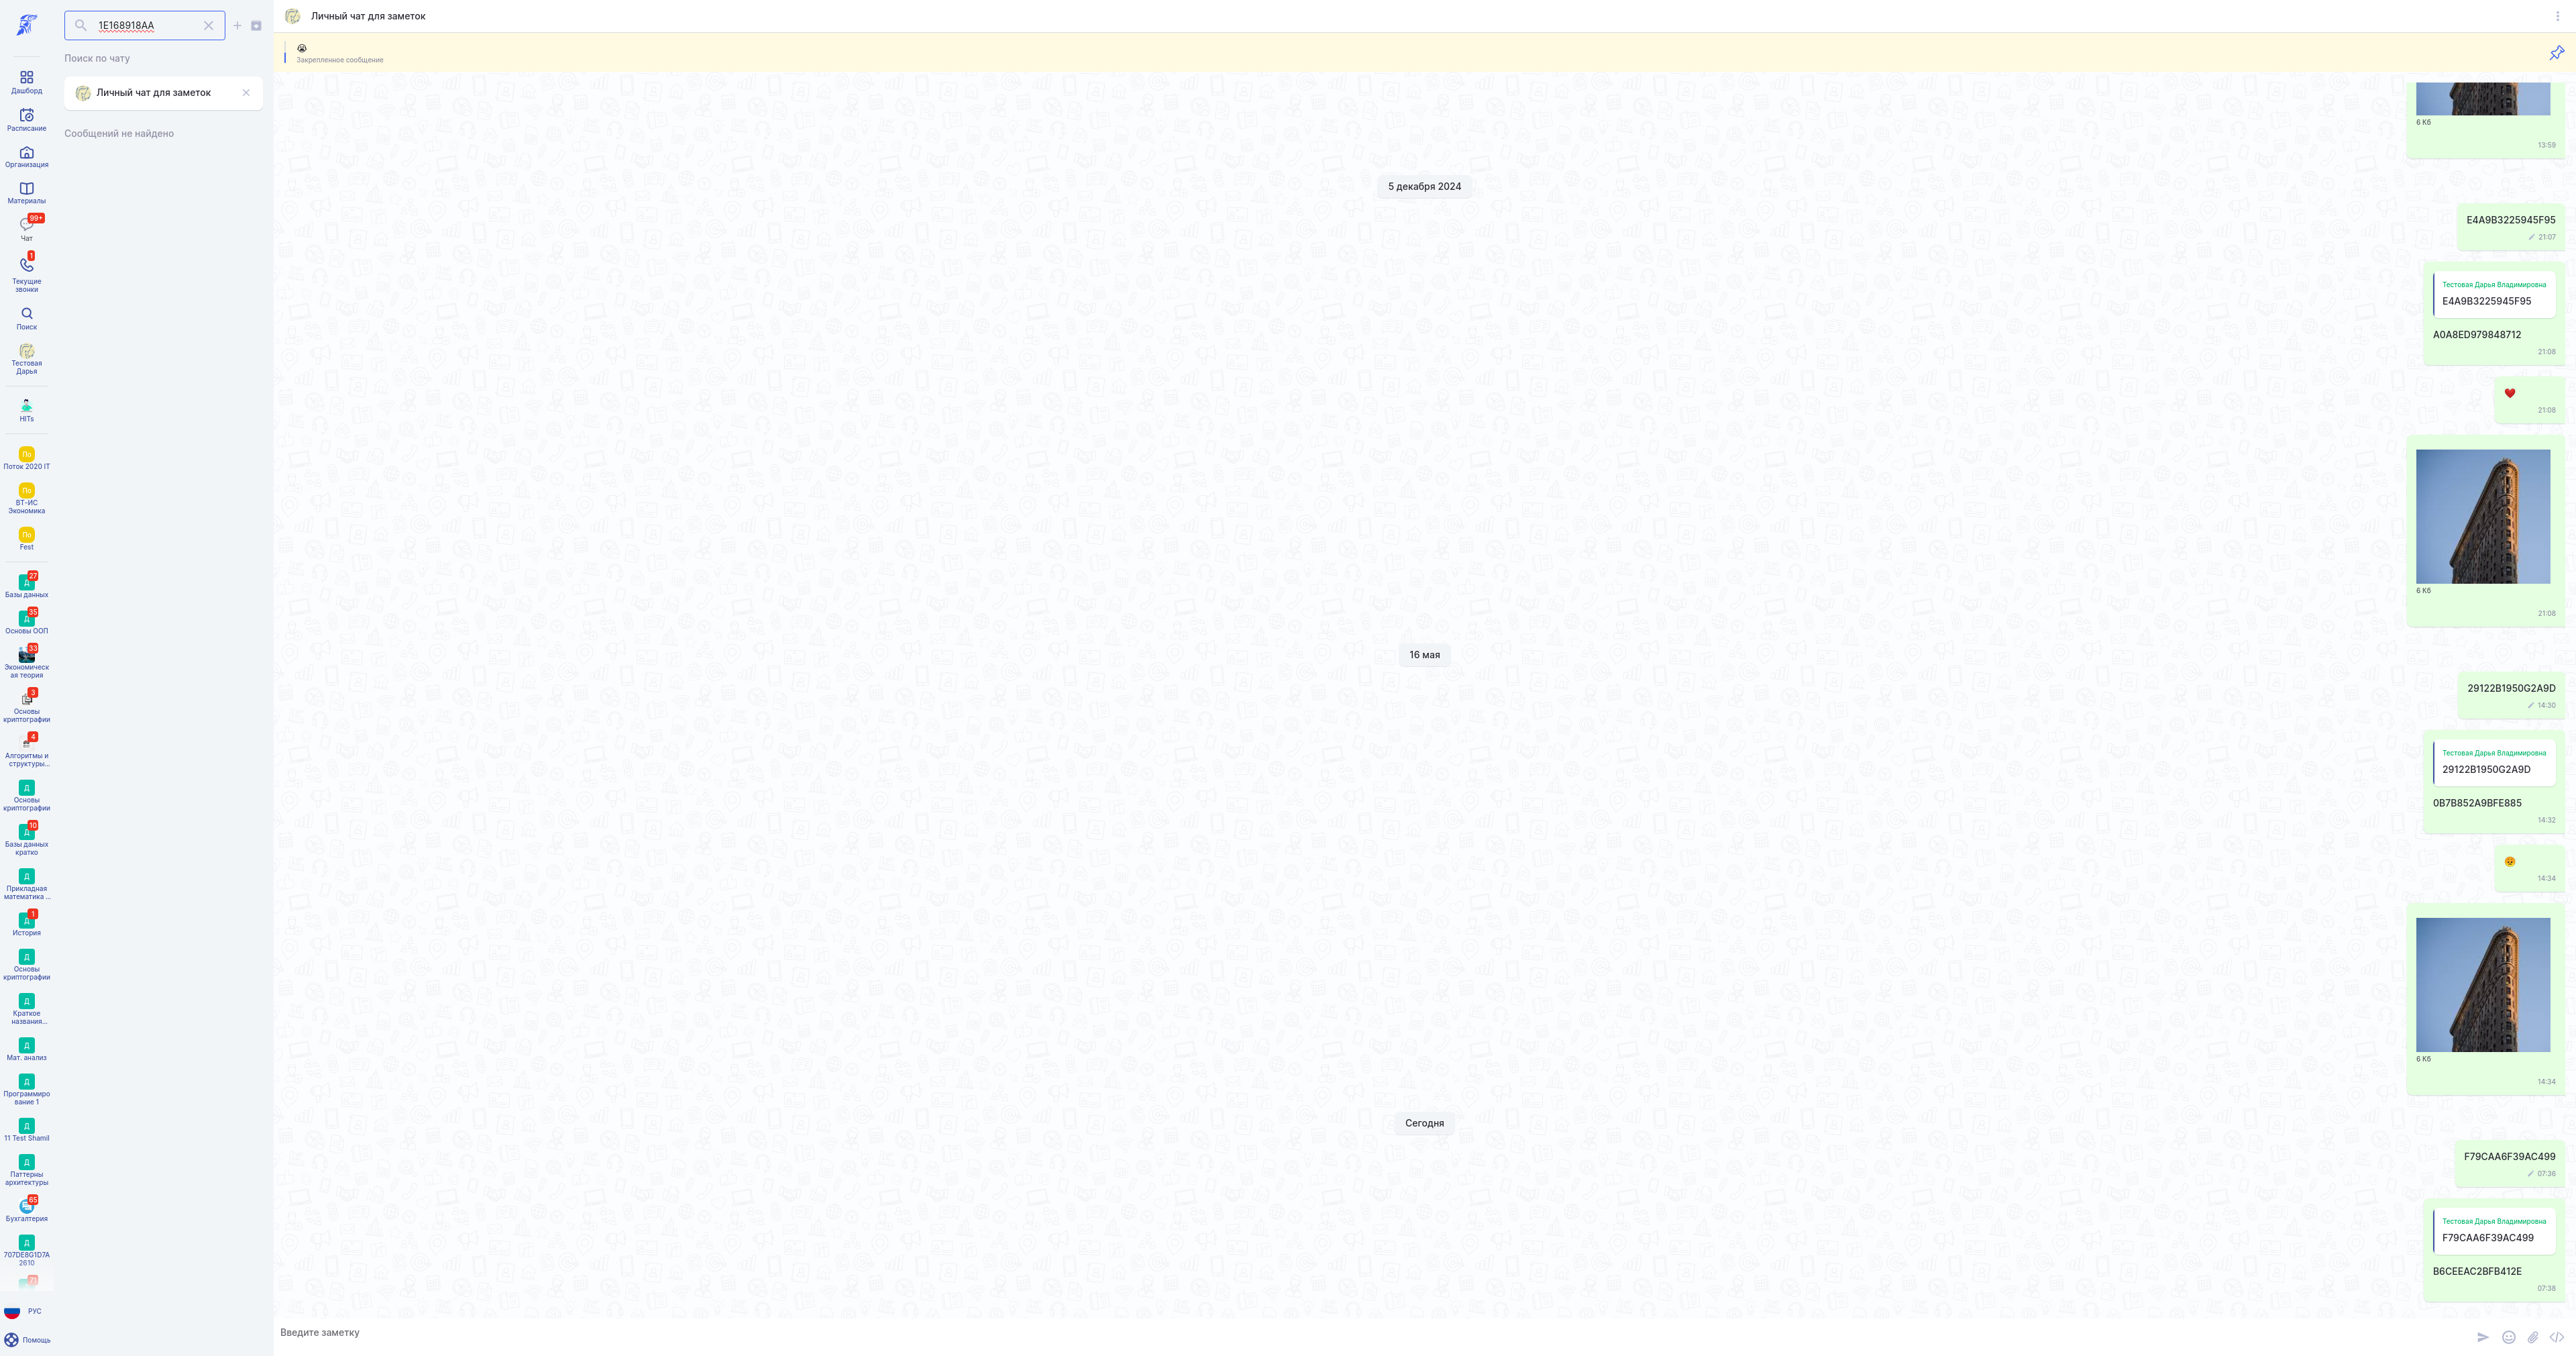 1E168918AA
Поиск по чату
Личный чат для заметок
Сообщений не найдено
Дашборд
Расписание
Организация
Материалы
99+
Чат
1
Текущие
звонки
Поиск
Тестовая
Дарья
HITs
По
Поток 2020 IT
По
ВТ-ИС
Экономика
По
Fest
27
Д
Базы данных
35
Д
Основы ООП
33
Экономическ
ая теория
3
Основы
криптографии
4
Алгоритмы и
структуры...
Д
Основы
криптографии
10
Д
Базы данных
кратко
Д
Прикладная
математика ...
1
Д
История
Д
Основы
криптографии
Д
Краткое
названия...
Д
Мат. анализ
Д
Программиро
вание 1
Д
11 Test Shamil
Д
Паттерны
архитектуры
65
Бухгалтерия
Д
707DE8G1D7A
2610
21
РУС
Помощь
Личный чат для заметок
Закрепленное сообщение
6 Кб
13:59
5 декабря 2024
E4A9B3225945F95
21:07
Тестовая Дарья Владимировна
E4A9B3225945F95
A0A8ED979848712
21:08
21:08
6 Кб
21:08
16 мая
29122B1950G2A9D
14:30
Тестовая Дарья Владимировна
29122B1950G2A9D
0B7B852A9BFE885
14:32
14:34
6 Кб
14:34
Сегодня
F79CAA6F39AC499
07:36
Тестовая Дарья Владимировна
F79CAA6F39AC499
B6CEEAC2BFB412E
07:38
Введите заметку